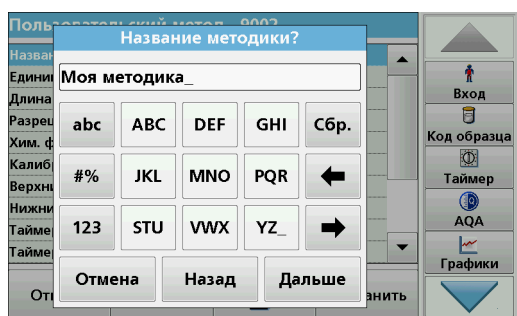 Пользовательский метод 9002
Название методики?
Назван
Едини
Длина
Разреш
Хим. ф
Калиб
Верхн
Нижни
Тайме
Тайме
Моя методика_
abc ABC DEF GHI Сбр.
#% JKL MNO PQR
123 STU VWX YZ_
Отмена Назад Дальше
От анить
Вход
Код образца
Таймер
AQA
Графики